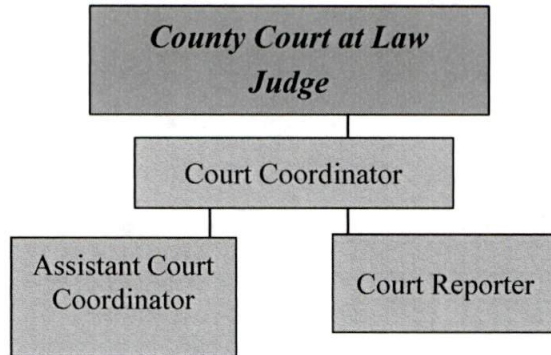 County Court at Law
Judge
Court Coordinator
Assistant Court
Coordinator
Court Reporter